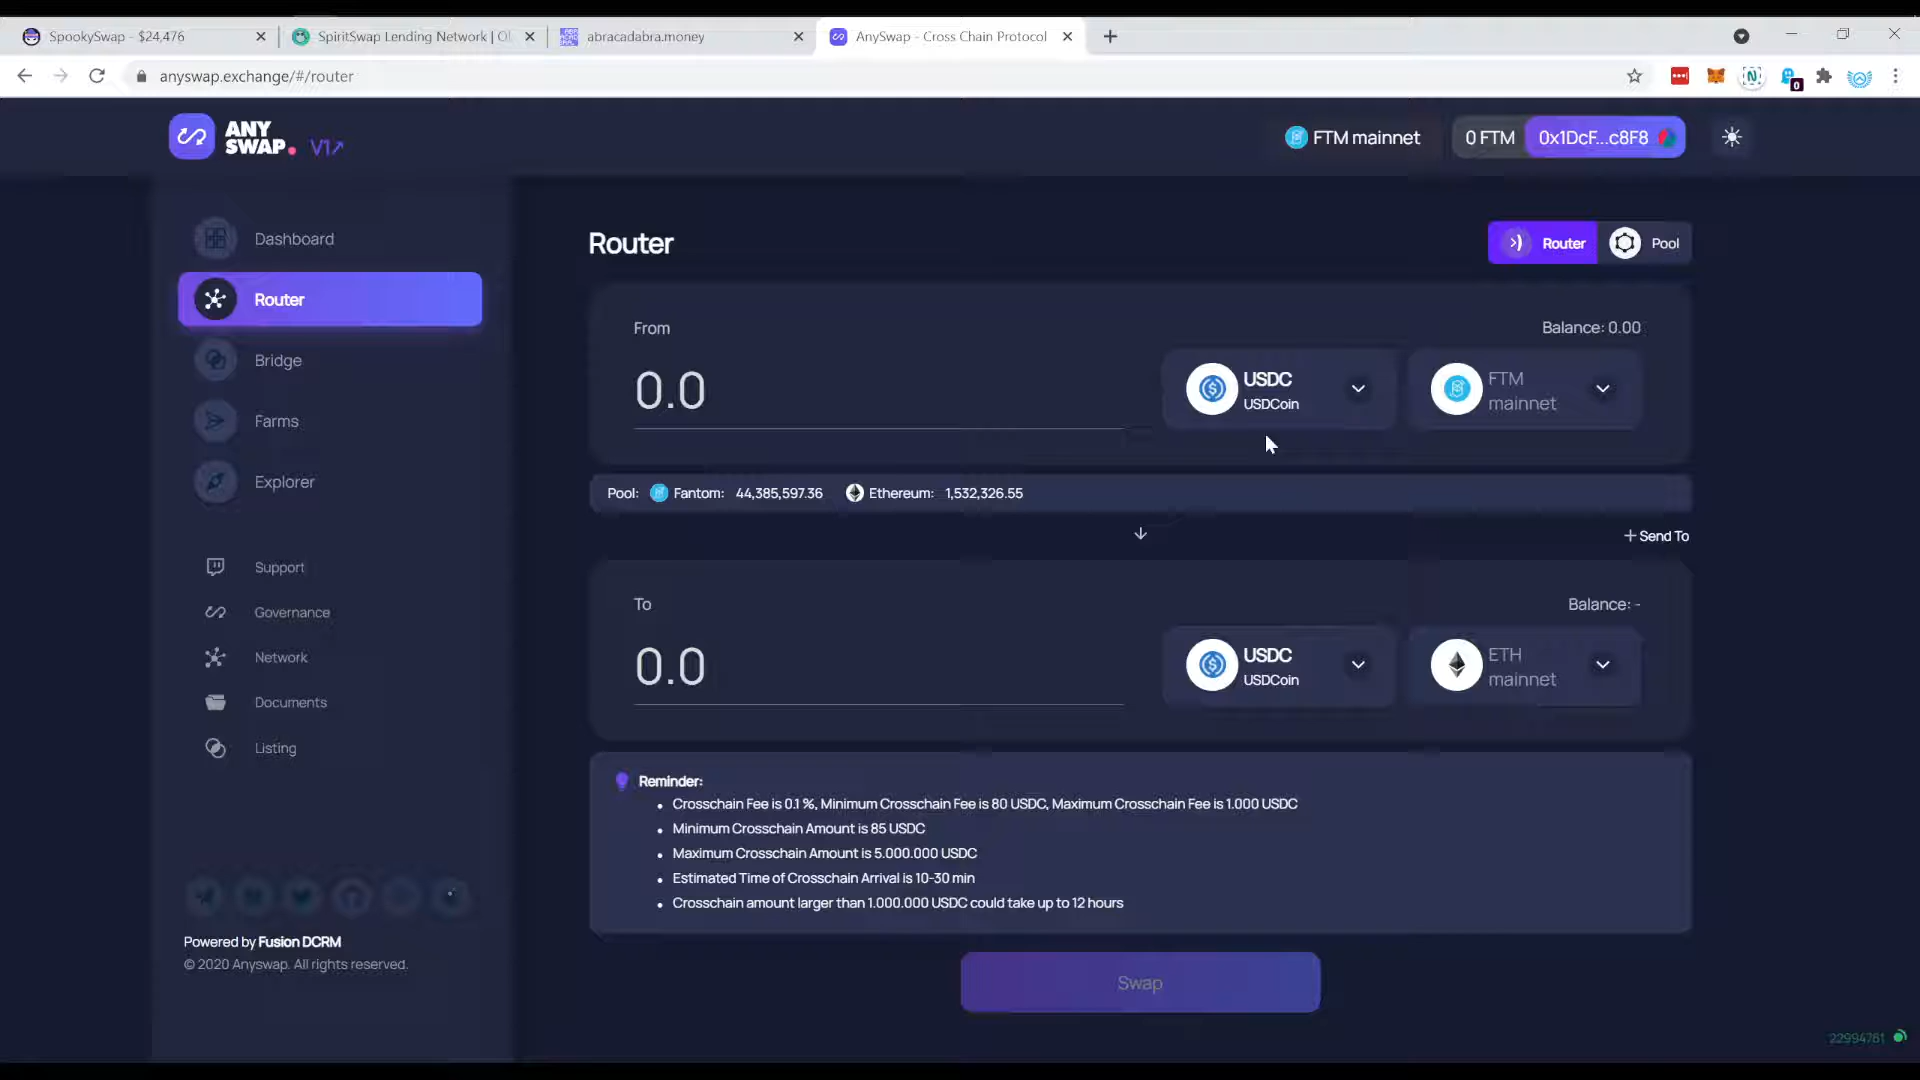 SpookySwap - $24,476
SpiritSwap Lending Network | O
abracadabra.money
AnySwap - Cross Chain Protocol
anyswap.exchange/#/router
0
ANY
SWAP.
V1↗
FTM mainnet
0 FTM
0x1DcF...c8F8
Dashboard
Router
Bridge
Farms
Explorer
Support
Governance
Network
Documents
Listing
Powered by Fusion DCRM
© 2020 Anyswap. All rights reserved.
Router
Router
Pool
From
Balance: 0.00
0.0
USDC
USDCoin
FTM
mainnet
Pool: Fantom: 44,385,597.36 Ethereum: 1,532,326.55
+ Send To
To
Balance: -
0.0
USDC
USDCoin
ETH
mainnet
Reminder:
• Crosschain Fee is 0.1 %, Minimum Crosschain Fee is 80 USDC, Maximum Crosschain Fee is 1.000 USDC
• Minimum Crosschain Amount is 85 USDC
• Maximum Crosschain Amount is 5.000.000 USDC
• Estimated Time of Crosschain Arrival is 10-30 min
• Crosschain amount larger than 1.000.000 USDC could take up to 12 hours
Swap
22994761